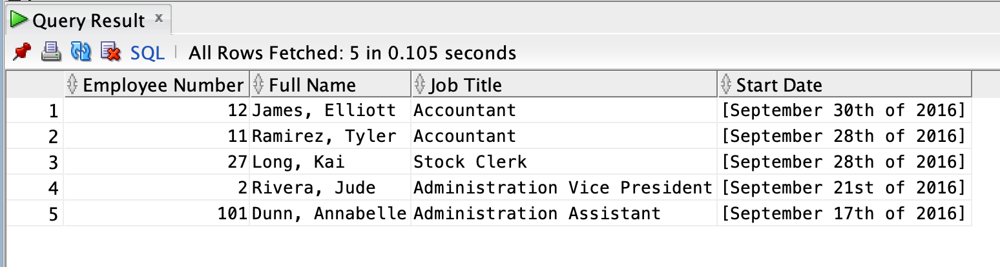 Query Result x
SQL | All Rows Fetched: 5 in 0.105 seconds
Employee Number Full Name Job Title Start Date
1 12 James, Elliott Accountant [September 30th of 2016]
2 11 Ramirez, Tyler Accountant [September 28th of 2016]
3 27 Long, Kai Stock Clerk [September 28th of 2016]
4 2 Rivera, Jude Administration Vice President [September 21st of 2016]
5 101 Dunn, Annabelle Administration Assistant [September 17th of 2016]